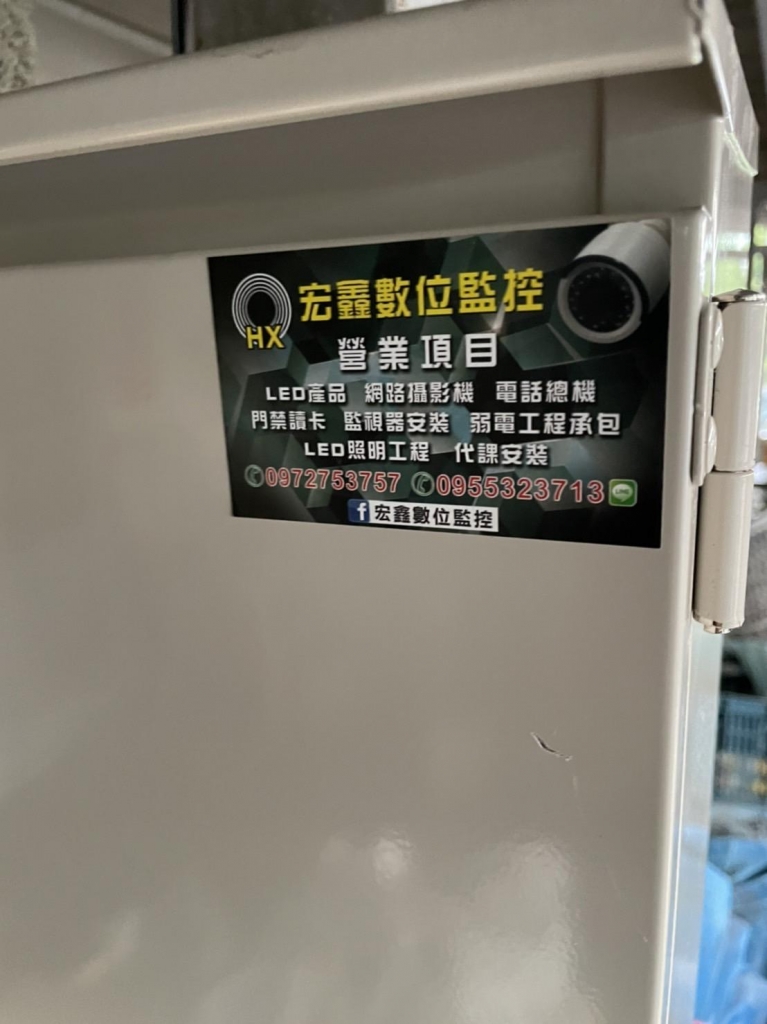 HX
宏鑫數位監控
營業項目
LED產品 網路攝影機 電話總機
門禁讀卡 監視器安裝 弱電工程承包
LED照明工程 代課安裝
0972753757 0955323713 LINE
f 宏鑫數位監控